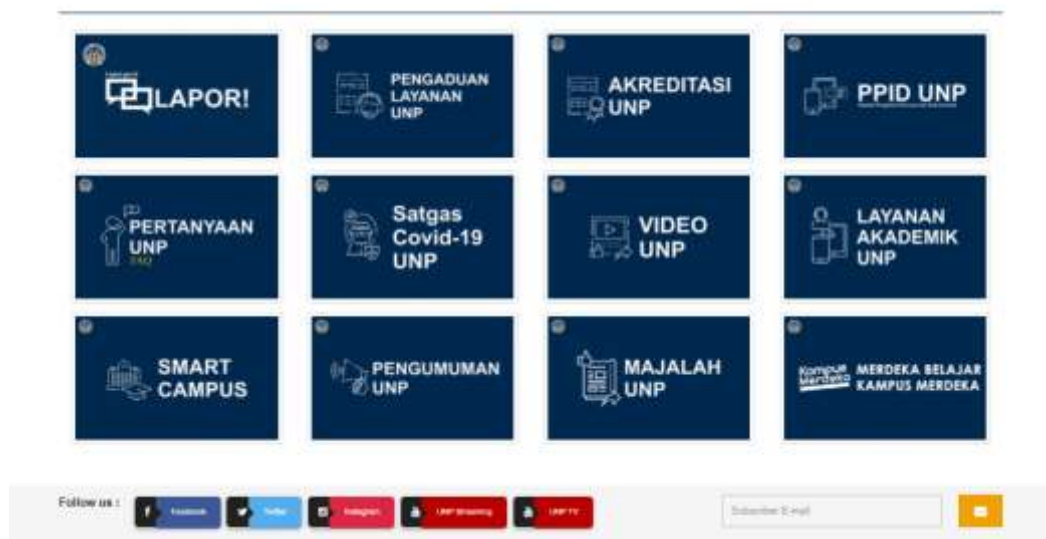 LAPOR!
PENGADUAN
LAYANAN
UNP
AKREDITASI
UNP
PPID UNP
PERTANYAAN
UNP
FAQ
Satgas
Covid-19
UNP
VIDEO
UNP
LAYANAN
AKADEMIK
UNP
SMART
CAMPUS
PENGUMUMAN
UNP
MAJALAH
UNP
Kampus
Merdeka
MERDEKA BELAJAR
KAMPUS MERDEKA
Follow us :
Facebook
Twitter
Instagram
UNP Streaming
UNP TV
Subscriber E-mail